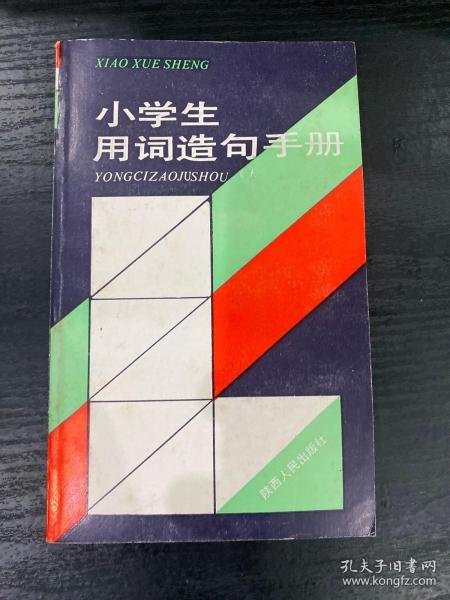 XIAO XUE SHENG
小学生
用词造句手册
YONGCIZAOJUSHOU
陕西人民出版社
孔夫子旧书网
www.kongfz.com